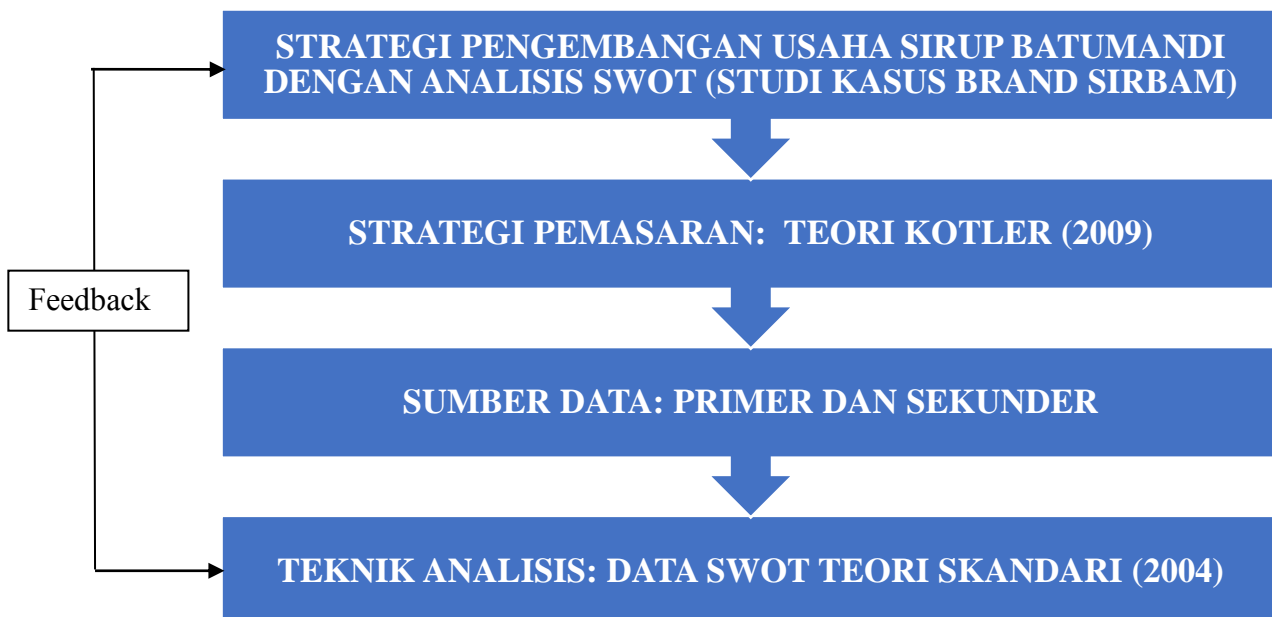 STRATEGI PENGEMBANGAN USAHA SIRUP BATUMANDI
DENGAN ANALISIS SWOT (STUDI KASUS BRAND SIRBAM)
STRATEGI PEMASARAN: TEORI KOTLER (2009)
Feedback
SUMBER DATA: PRIMER DAN SEKUNDER
TEKNIK ANALISIS: DATA SWOT TEORI SKANDARI (2004)